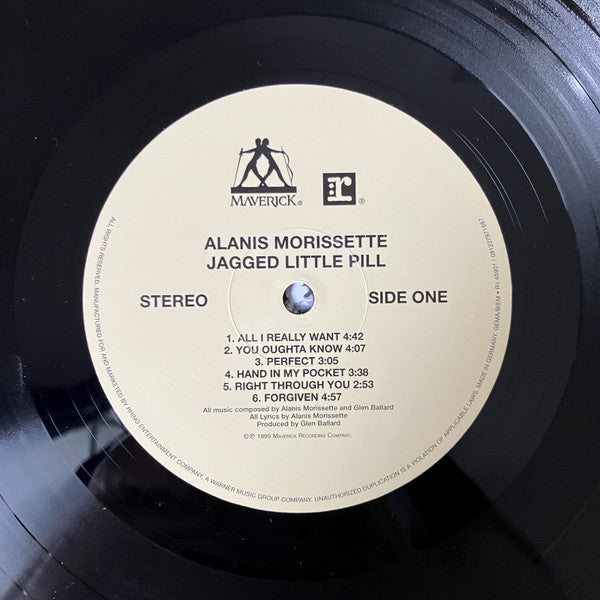 MAVERICK®
r®
ALANIS MORISSETTE
JAGGED LITTLE PILL
STEREO
SIDE ONE
1. ALL I REALLY WANT 4:42
2. YOU OUGHTA KNOW 4:07
3. PERFECT 3:05
4. HAND IN MY POCKET 3:38
5. RIGHT THROUGH YOU 2:53
6. FORGIVEN 4:57
All music composed by Alanis Morissette and Glen Ballard
All Lyrics by Alanis Morissette
Produced by Glen Ballard
©℗ 1995 MAVERICK RECORDING COMPANY.
ALL RIGHTS RESERVED. MANUFACTURED FOR AND MARKETED BY RHINO ENTERTAINMENT COMPANY, A WARNER MUSIC GROUP COMPANY. UNAUTHORIZED DUPLICATION IS A VIOLATION OF APPLICABLE LAWS. MADE IN GERMANY. GEMA/BIEM • R1 45901 /